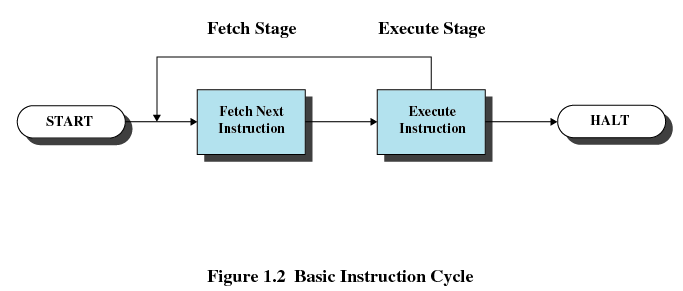 Fetch Stage
Execute Stage
START
Fetch Next
Instruction
Execute
Instruction
HALT
Figure 1.2 Basic Instruction Cycle